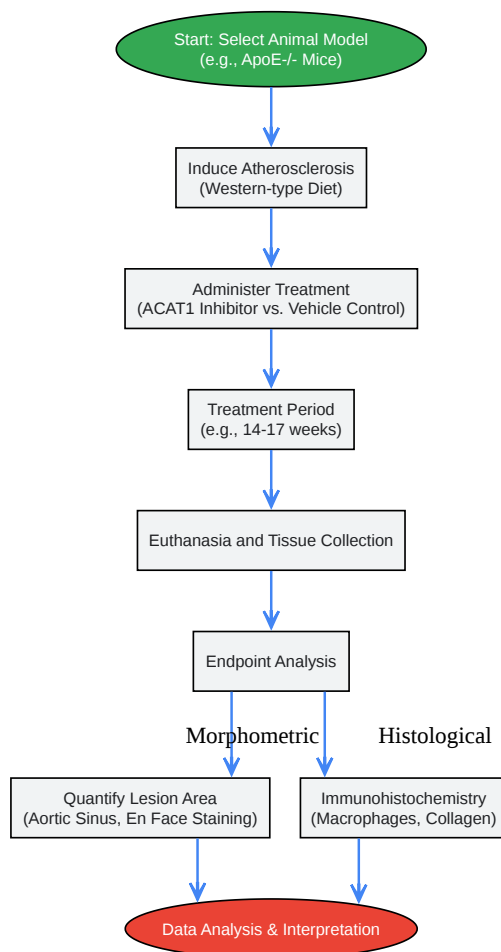 Start: Select Animal Model
(e.g., ApoE-/- Mice)
Induce Atherosclerosis
(Western-type Diet)
Administer Treatment
(ACAT1 Inhibitor vs. Vehicle Control)
Treatment Period
(e.g., 14-17 weeks)
Euthanasia and Tissue Collection
Endpoint Analysis
Morphometric
Histological
Quantify Lesion Area
(Aortic Sinus, En Face Staining)
Immunohistochemistry
(Macrophages, Collagen)
Data Analysis & Interpretation